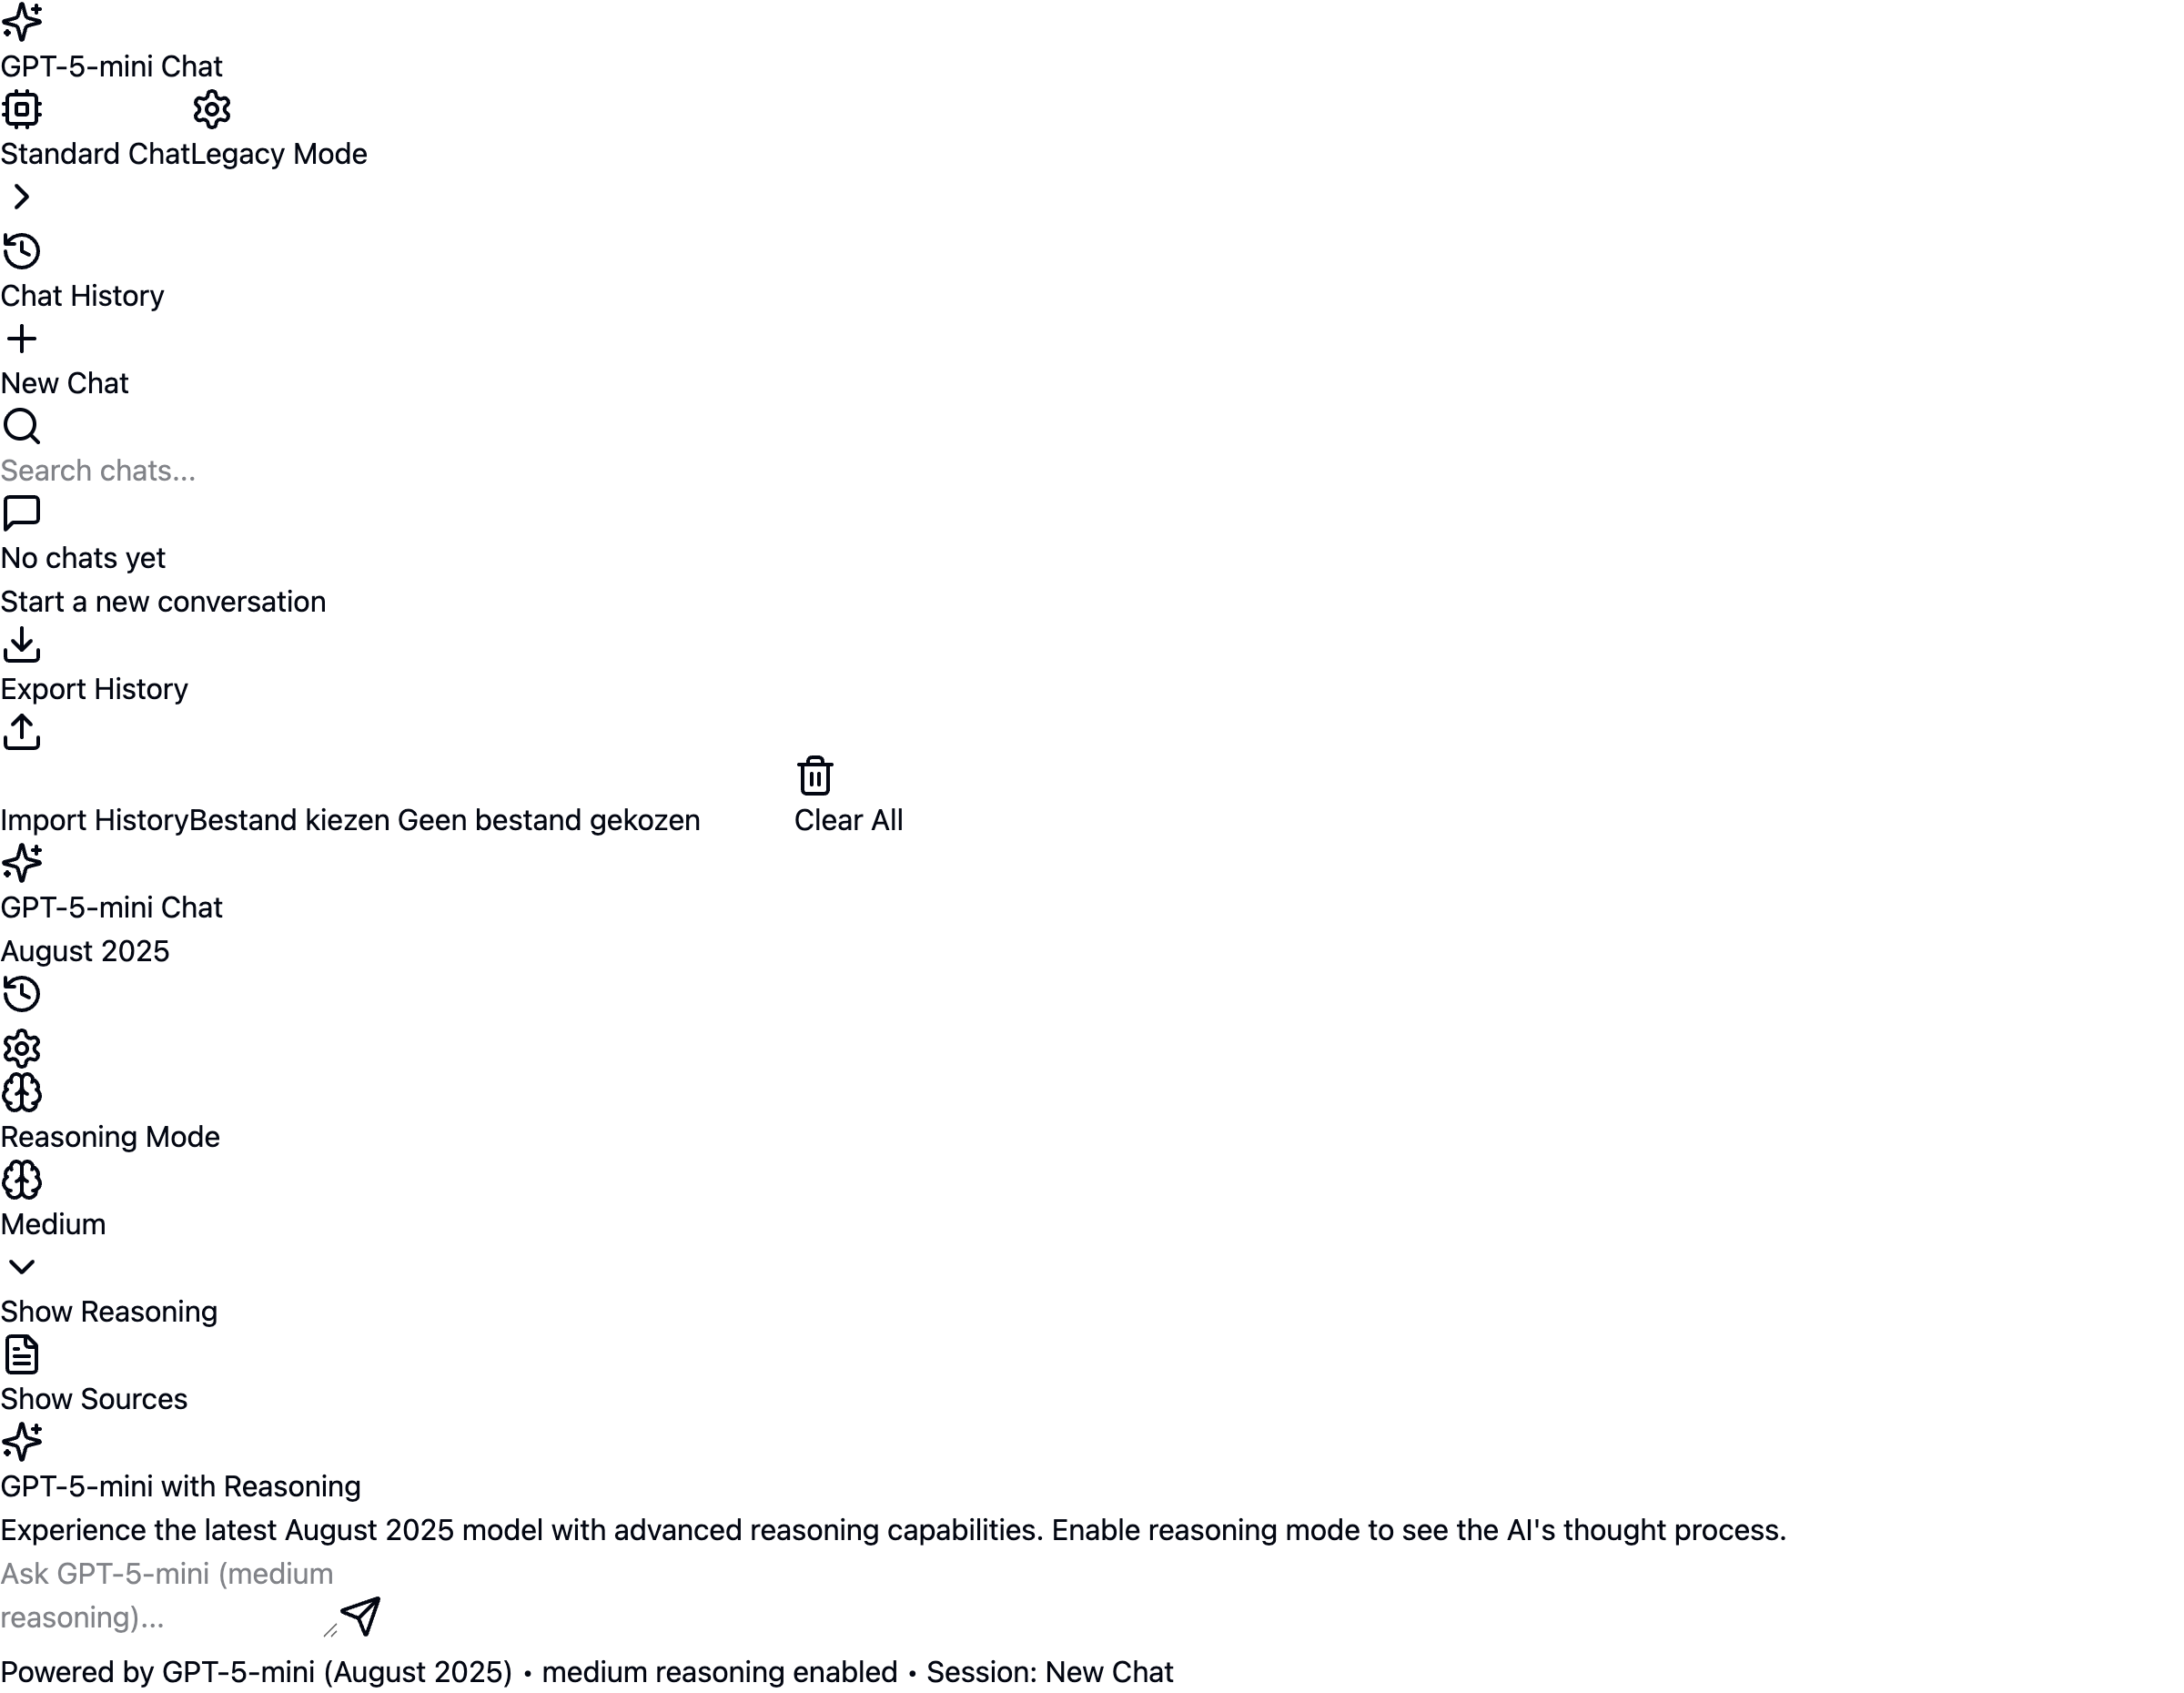 GPT-5-mini Chat
Standard ChatLegacy Mode
Chat History
New Chat
Search chats...
No chats yet
Start a new conversation
Export History
Import HistoryBestand kiezen Geen bestand gekozen Clear All
GPT-5-mini Chat
August 2025
Reasoning Mode
Medium
Show Reasoning
Show Sources
GPT-5-mini with Reasoning
Experience the latest August 2025 model with advanced reasoning capabilities. Enable reasoning mode to see the AI's thought process.
Ask GPT-5-mini (medium
reasoning)...
Powered by GPT-5-mini (August 2025) • medium reasoning enabled • Session: New Chat